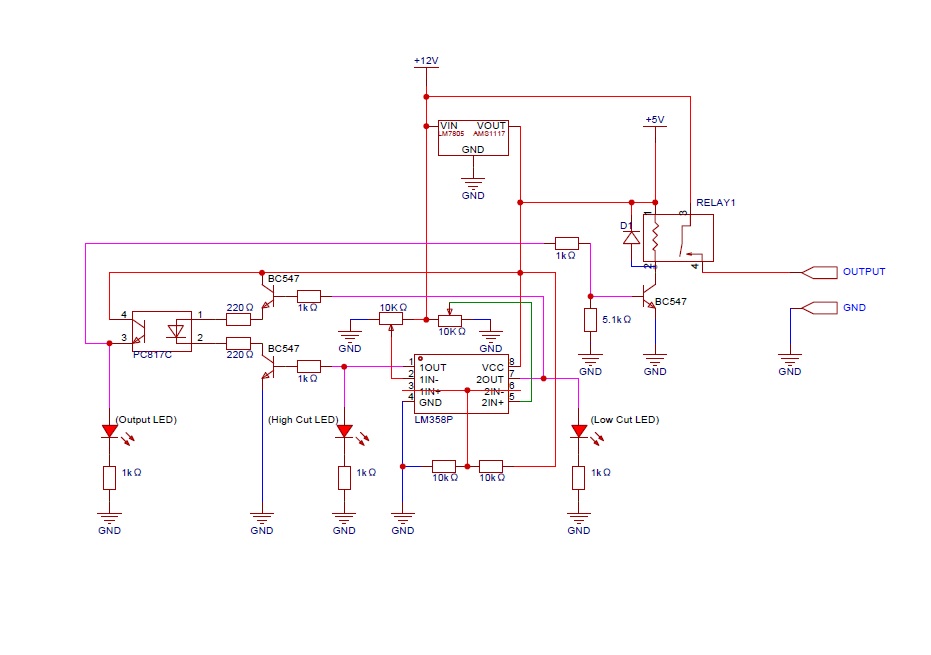 +12V
VIN VOUT
LM7805 AMS1117
GND
GND
+5V
RELAY1
1
3
D1
2
4
1kΩ
OUTPUT
BC547
GND
5.1kΩ
GND
GND
GND
BC547
1kΩ
220Ω
4
3
1
2
PC817C
220Ω
BC547
1kΩ
10KΩ
GND
10KΩ
GND
1 1OUT VCC 8
2 1IN- 2OUT 7
3 1IN+ 2IN- 6
4 GND 2IN+ 5
LM358P
(Output LED)
(High Cut LED)
(Low Cut LED)
1kΩ
1kΩ
10kΩ
10kΩ
1kΩ
GND
GND
GND
GND
GND